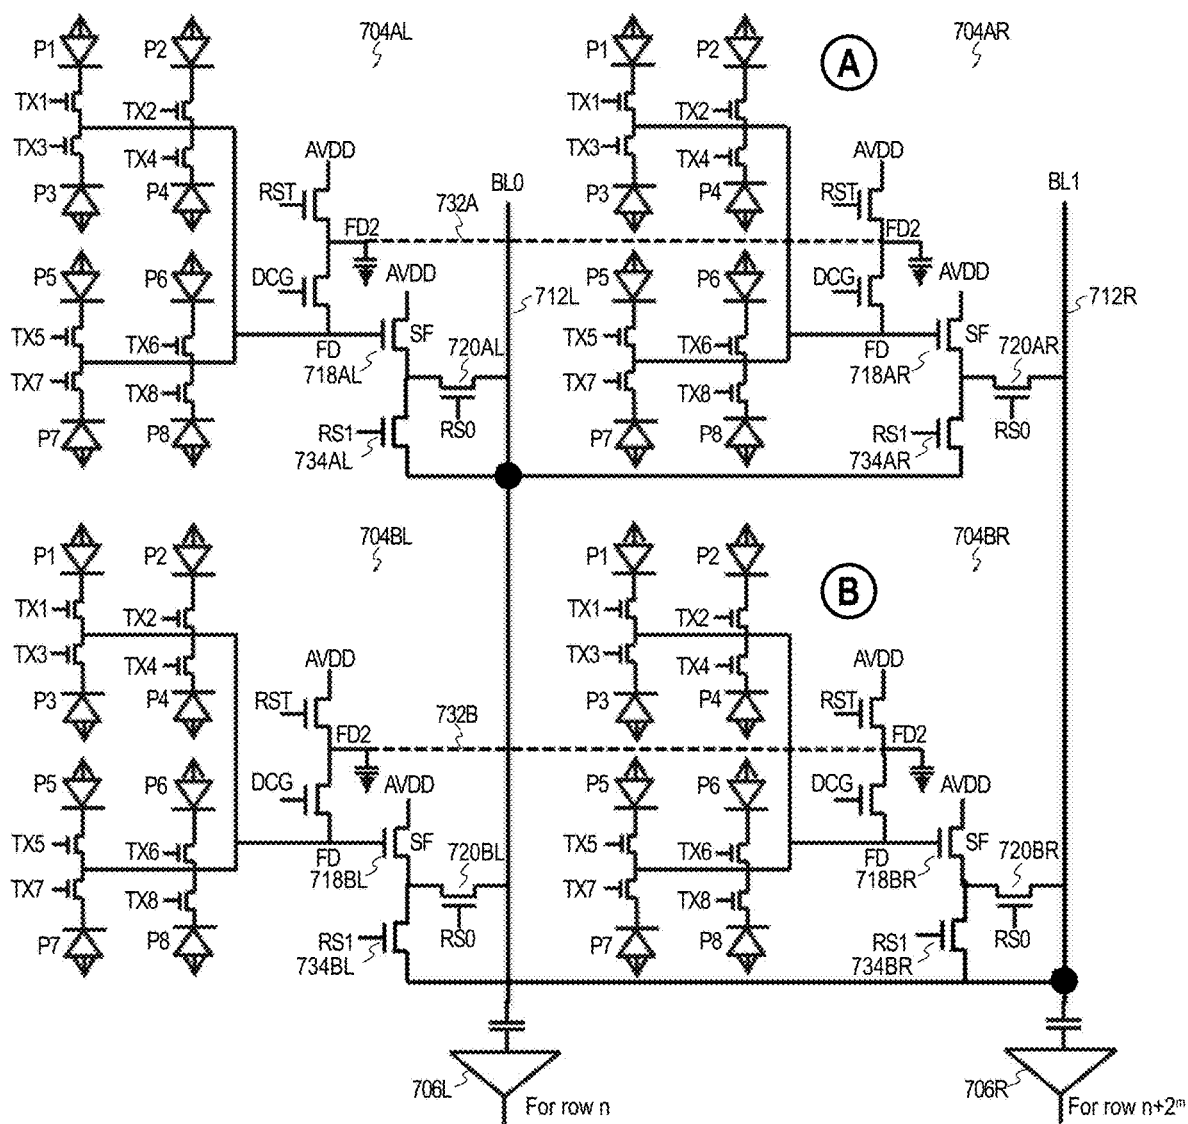 704AL
704AR
P1
P2
P1
P2
A
TX1
TX2
TX1
TX2
TX3
TX4
AVDD
TX3
TX4
AVDD
P3
P4
RST
BL0
P3
P4
RST
BL1
732A
FD2
FD2
P5
P6
DCG
AVDD
P5
P6
DCG
AVDD
712L
712R
TX5
TX6
SF
TX5
TX6
SF
FD
720AL
FD
720AR
TX7
718AL
TX7
718AR
TX8
TX8
P7
P8
RS1
RS0
P7
P8
RS1
RS0
734AL
734AR
704BL
704BR
P1
P2
P1
P2
B
TX1
TX2
TX1
TX2
TX3
TX4
AVDD
TX3
TX4
AVDD
P3
P4
RST
P3
P4
RST
732B
FD2
FD2
P5
P6
DCG
AVDD
P5
P6
DCG
AVDD
TX5
TX6
SF
TX5
TX6
SF
FD
720BL
FD
720BR
TX7
718BL
TX7
718BR
TX8
TX8
P7
P8
RS1
RS0
P7
P8
RS1
RS0
734BL
734BR
706L
706R
For row n
For row n+2ᵐ